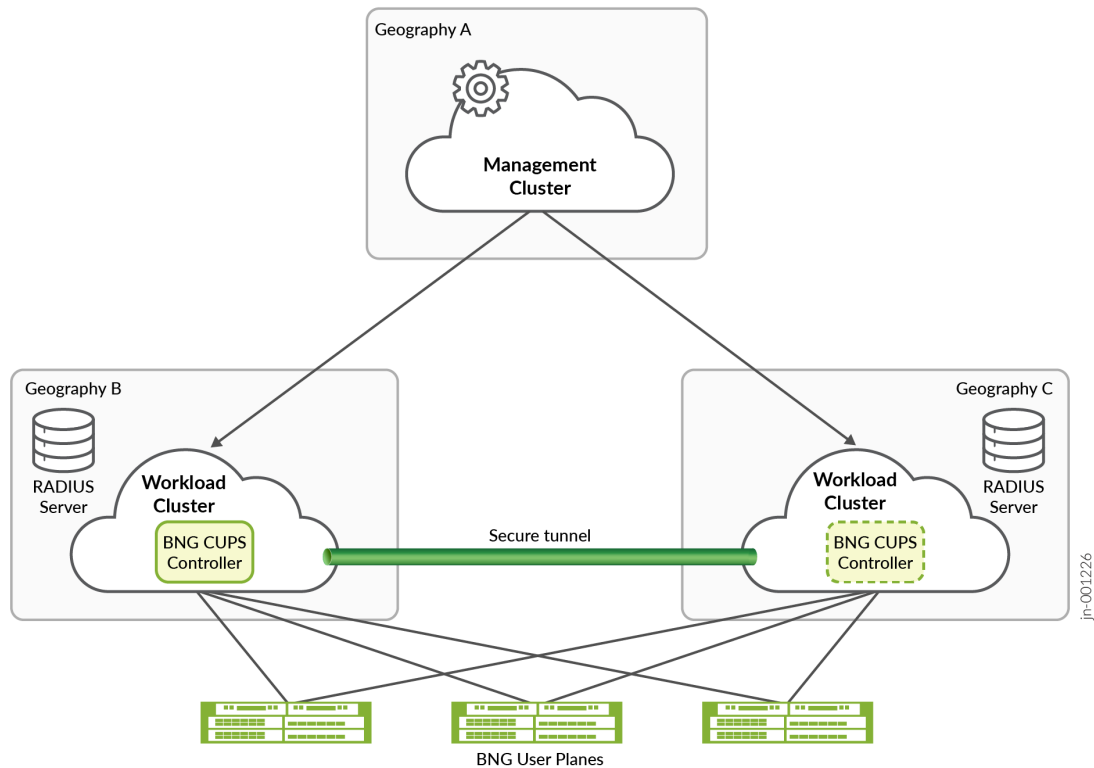 Geography A
Management
Cluster
Geography B
RADIUS
Server
Workload
Cluster
BNG CUPS
Controller
Secure tunnel
Geography C
RADIUS
Server
Workload
Cluster
BNG CUPS
Controller
BNG User Planes
jn-001226